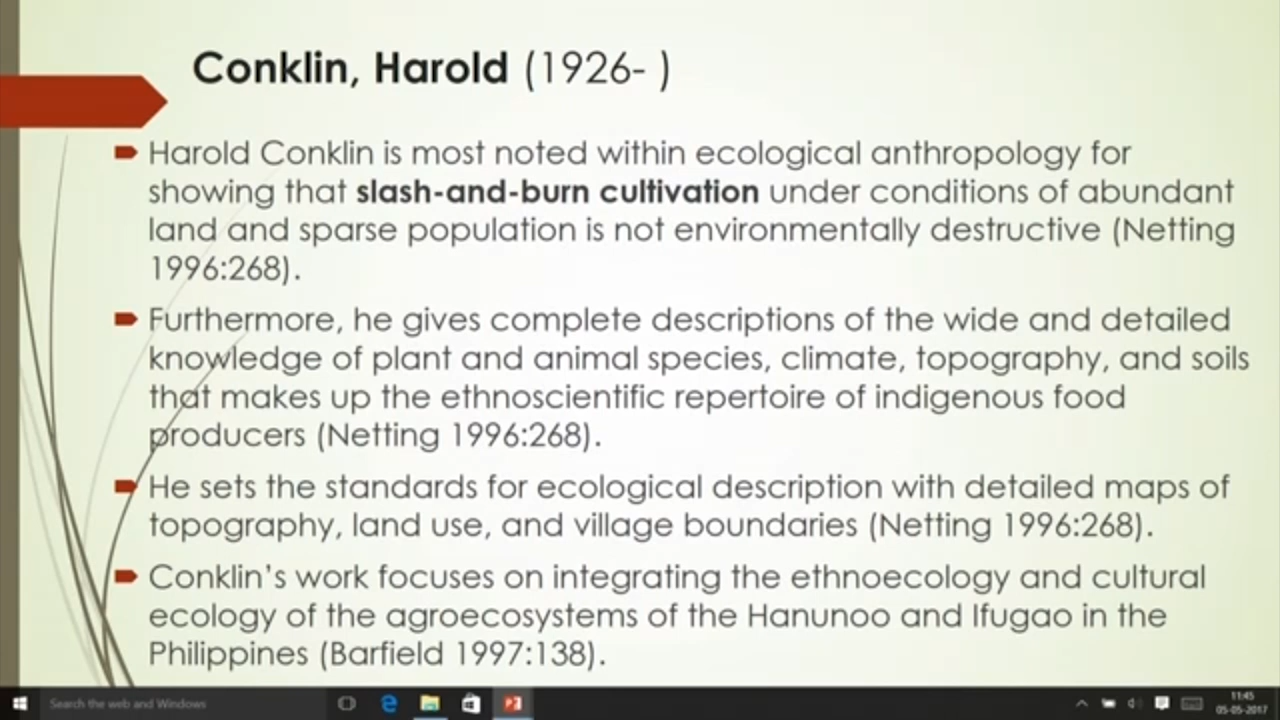 Conklin, Harold (1926- )
Harold Conklin is most noted within ecological anthropology for
showing that slash-and-burn cultivation under conditions of abundant
land and sparse population is not environmentally destructive (Netting
1996:268).
Furthermore, he gives complete descriptions of the wide and detailed
knowledge of plant and animal species, climate, topography, and soils
that makes up the ethnoscientific repertoire of indigenous food
producers (Netting 1996:268).
He sets the standards for ecological description with detailed maps of
topography, land use, and village boundaries (Netting 1996:268).
Conklin's work focuses on integrating the ethnoecology and cultural
ecology of the agroecosystems of the Hanunoo and Ifugao in the
Philippines (Barfield 1997:138).
Search the web and Windows
11:45
05-05-2017